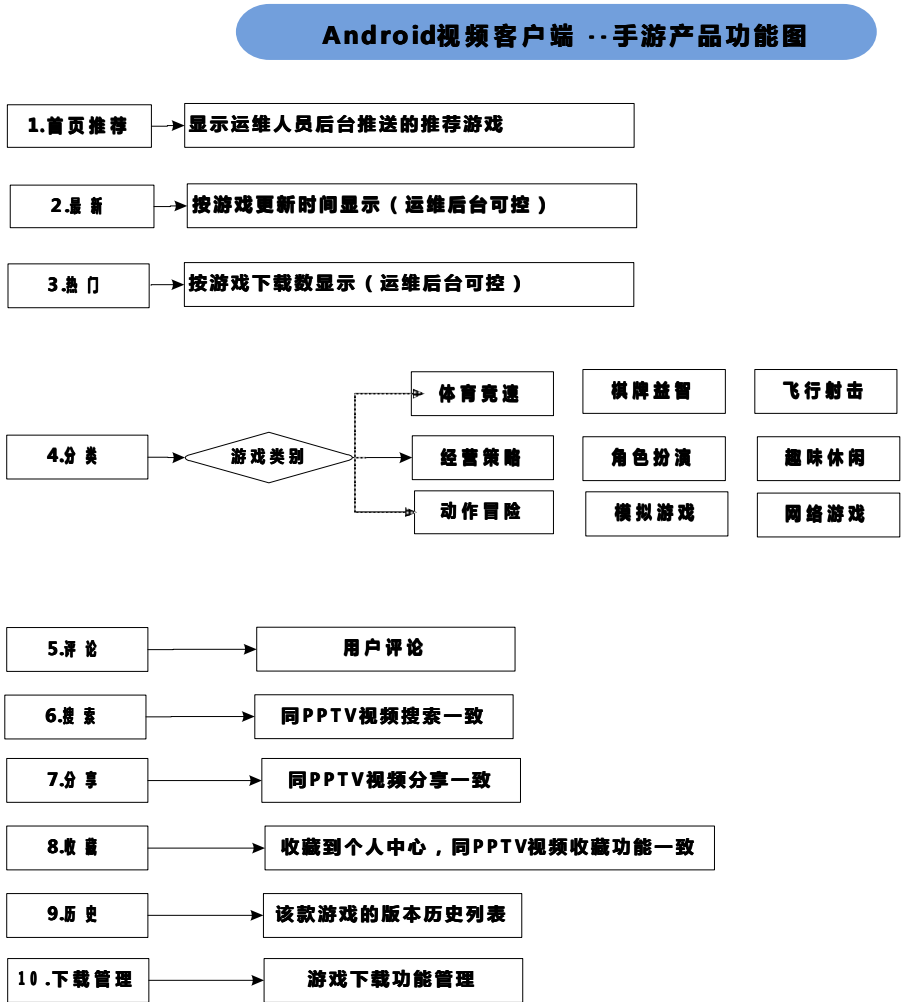 Android视频客户端 --手游产品功能图
1.首页推荐
显示运维人员后台推送的推荐游戏
2.最新
按游戏更新时间显示（运维后台可控）
3.热门
按游戏下载数显示（运维后台可控）
4.分类
游戏类别
体育竞速
棋牌益智
飞行射击
经营策略
角色扮演
趣味休闲
动作冒险
模拟游戏
网络游戏
5.评论
用户评论
6.搜索
同PPTV视频搜索一致
7.分享
同PPTV视频分享一致
8.收藏
收藏到个人中心，同PPTV视频收藏功能一致
9.历史
该款游戏的版本历史列表
10.下载管理
游戏下载功能管理